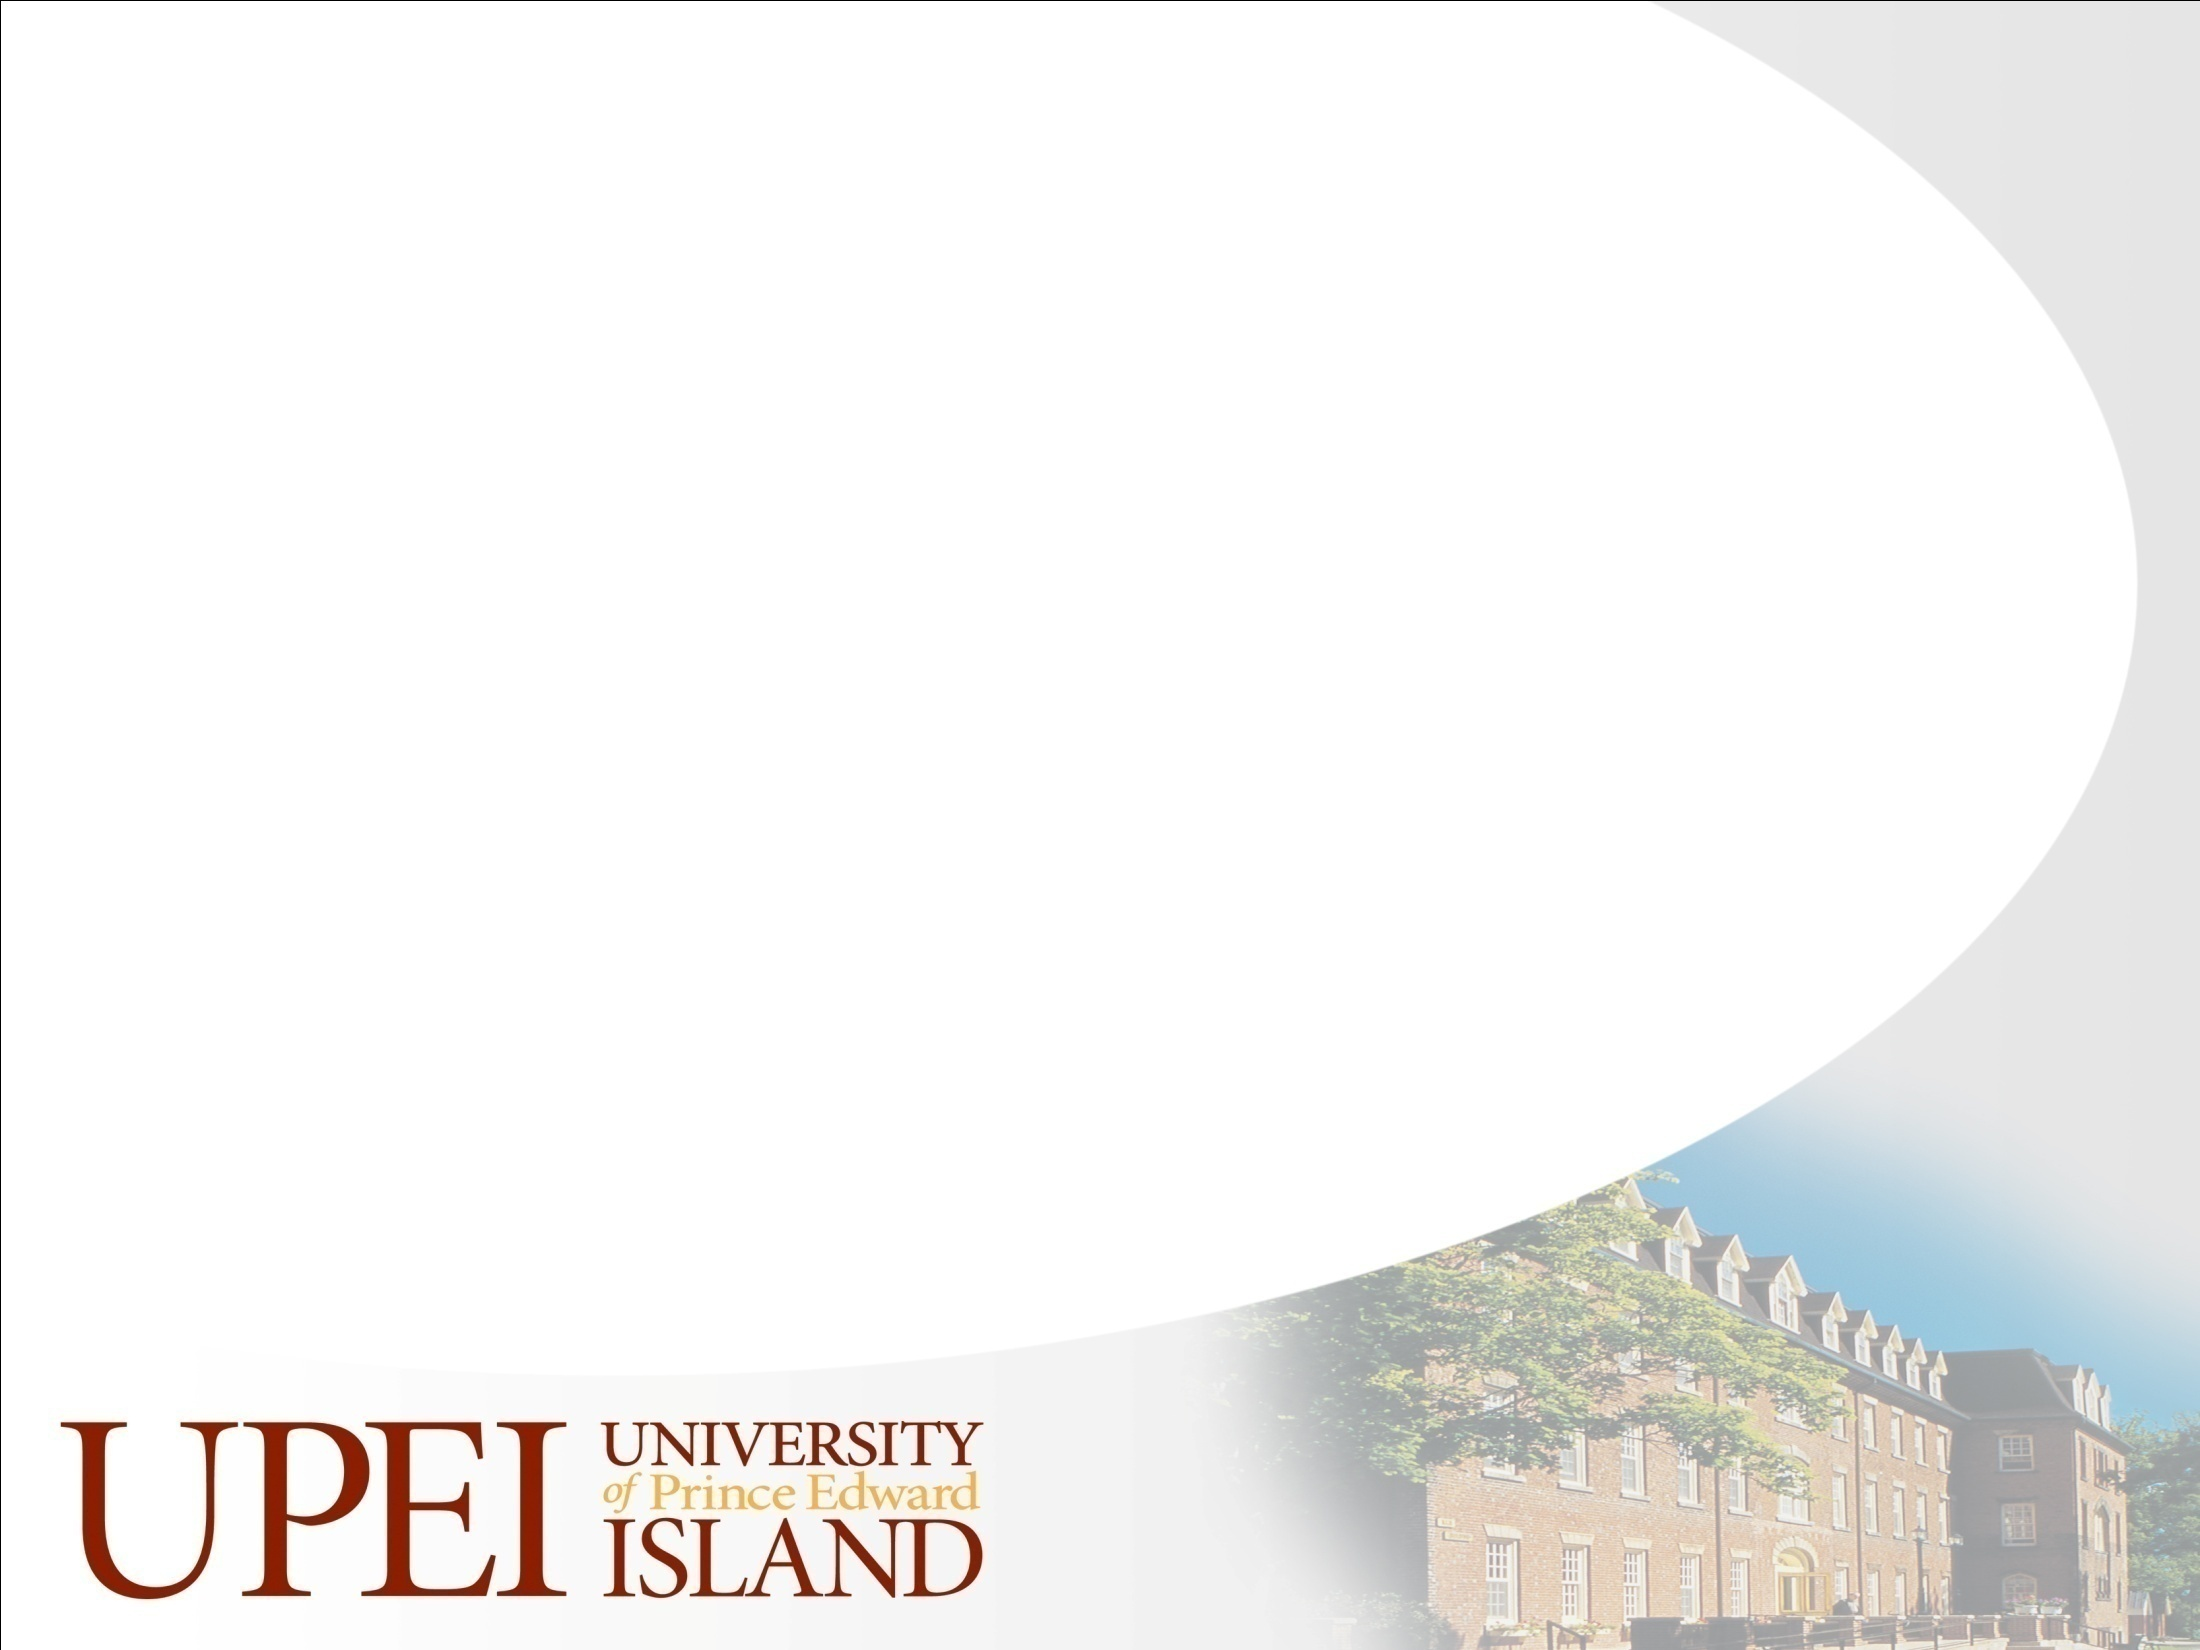 UPEI
UNIVERSITY
of Prince Edward
ISLAND